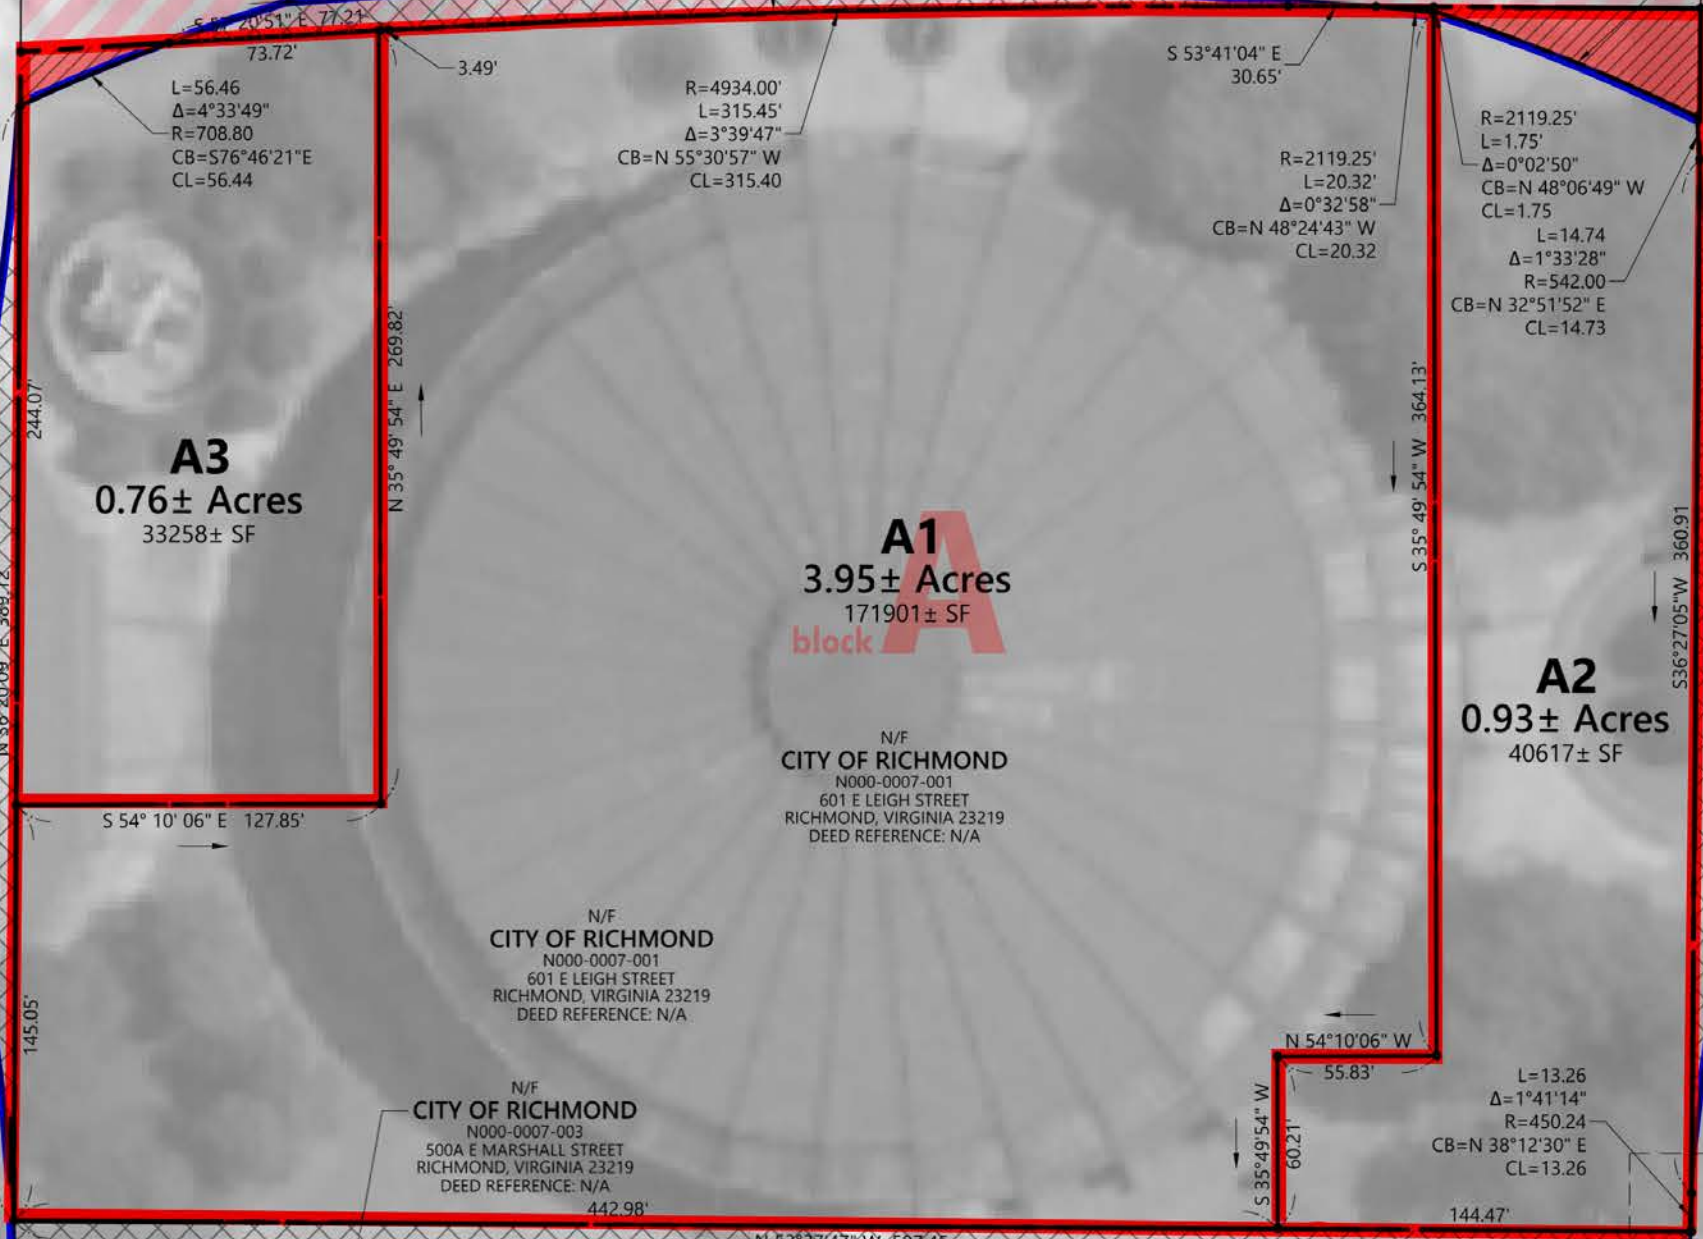 S 51° 20'51" E 77.21'
73.72'
3.49'
L=56.46
Δ=4°33'49"
R=708.80
CB=S76°46'21"E
CL=56.44
R=4934.00'
L=315.45'
Δ=3°39'47"
CB=N 55°30'57" W
CL=315.40
S 53°41'04" E
30.65'
R=2119.25'
L=20.32'
Δ=0°32'58"
CB=N 48°24'43" W
CL=20.32
R=2119.25'
L=1.75'
Δ=0°02'50"
CB=N 48°06'49" W
CL=1.75
L=14.74
Δ=1°33'28"
R=542.00
CB=N 32°51'52" E
CL=14.73
244.07'
N 35° 49' 54" E 269.82'
S 35° 49' 54" W 364.13'
S36°27'05"W 360.91
A3
0.76± Acres
33258± SF
A1
3.95± Acres
171901± SF
block A
A2
0.93± Acres
40617± SF
N/F
CITY OF RICHMOND
N000-0007-001
601 E LEIGH STREET
RICHMOND, VIRGINIA 23219
DEED REFERENCE: N/A
S 54° 10' 06" E 127.85'
N/F
CITY OF RICHMOND
N000-0007-001
601 E LEIGH STREET
RICHMOND, VIRGINIA 23219
DEED REFERENCE: N/A
145.05'
N 54°10'06" W
55.83'
S 35°49'54" W
60.21'
N/F
CITY OF RICHMOND
N000-0007-003
500A E MARSHALL STREET
RICHMOND, VIRGINIA 23219
DEED REFERENCE: N/A
L=13.26
Δ=1°41'14"
R=450.24
CB=N 38°12'30" E
CL=13.26
442.98'
144.47'